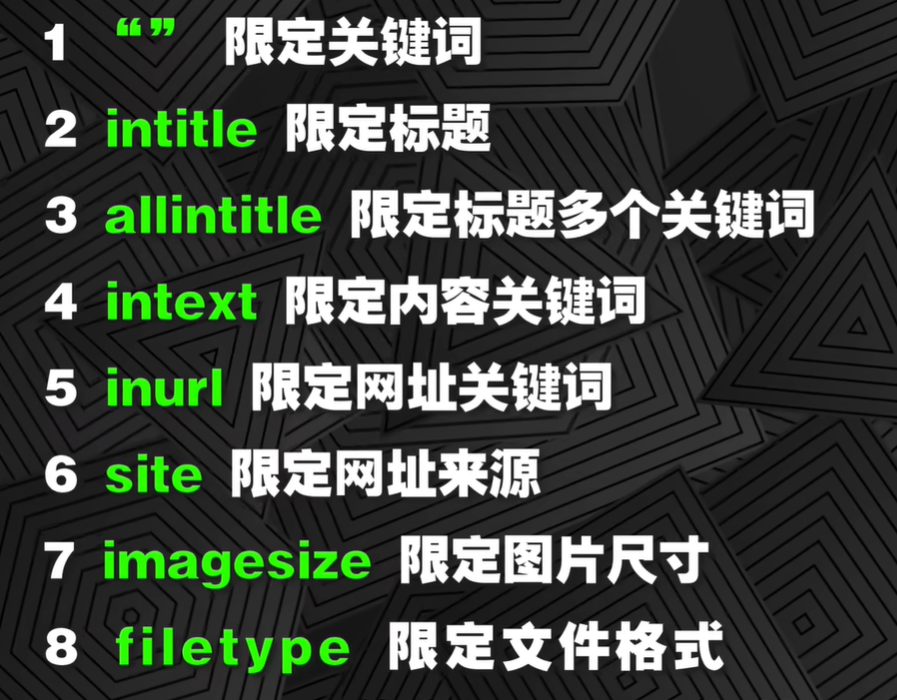 1 “” 限定关键词
2 intitle 限定标题
3 allintitle 限定标题多个关键词
4 intext 限定内容关键词
5 inurl 限定网址关键词
6 site 限定网址来源
7 imagesize 限定图片尺寸
8 filetype 限定文件格式